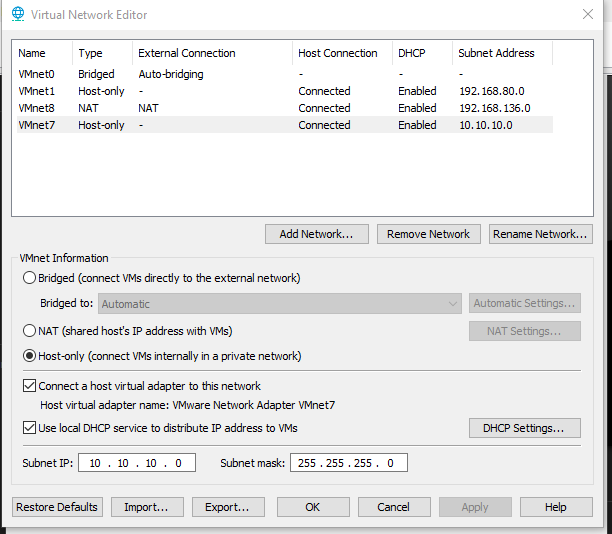 Virtual Network Editor
Name Type External Connection Host Connection DHCP Subnet Address
VMnet0 Bridged Auto-bridging - - -
VMnet1 Host-only - Connected Enabled 192.168.80.0
VMnet8 NAT NAT Connected Enabled 192.168.136.0
VMnet7 Host-only - Connected Enabled 10.10.10.0
Add Network... Remove Network Rename Network...
VMnet Information
Bridged (connect VMs directly to the external network)
Bridged to: Automatic Automatic Settings...
NAT (shared host's IP address with VMs) NAT Settings...
Host-only (connect VMs internally in a private network)
Connect a host virtual adapter to this network
Host virtual adapter name: VMware Network Adapter VMnet7
Use local DHCP service to distribute IP address to VMs DHCP Settings...
Subnet IP: 10 . 10 . 10 . 0 Subnet mask: 255 . 255 . 255 . 0
Restore Defaults Import... Export... OK Cancel Apply Help